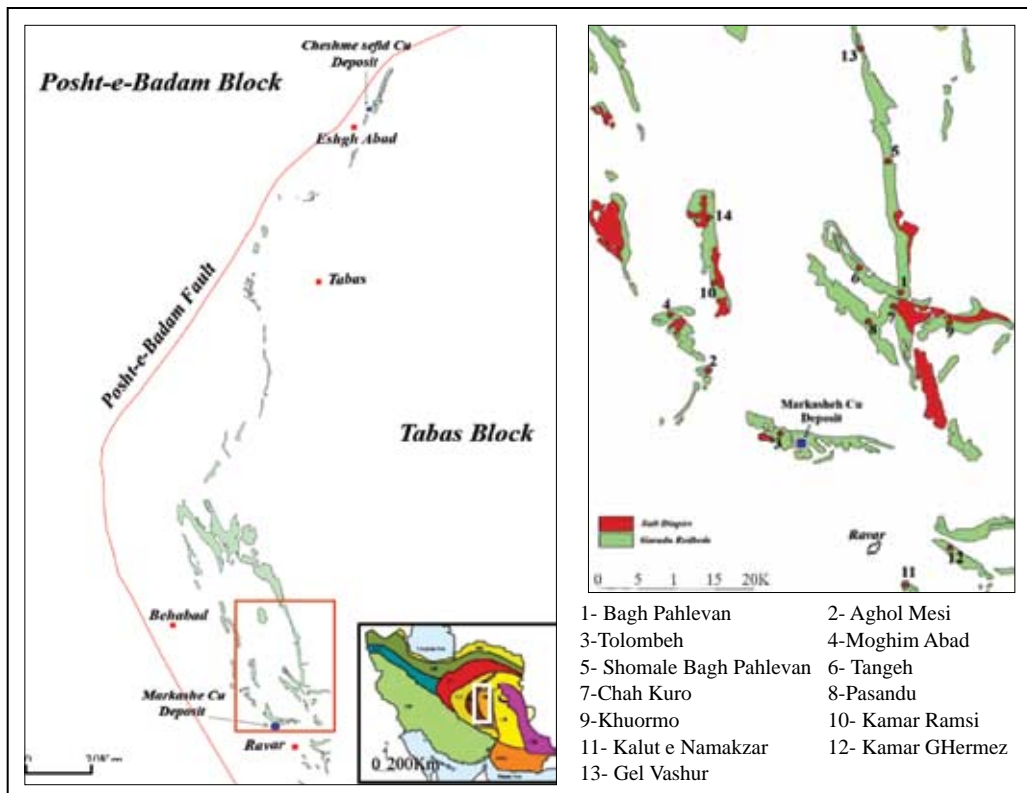 Cheshme sefid Cu
Deposit
Posht-e-Badam Block
Eshgh Abad
Tabas
Posht-e-Badam Fault
Tabas Block
Behabad
Markashe Cu
Deposit
Ravar
0 200Km
13
5
14
6
1
10
4
7
8
9
2
Markasheh Cu
Deposit
3
Salt Diapir
Garedu Redbeds
Ravar
12
11
0 5 1 15 20K
1- Bagh Pahlevan 2- Aghol Mesi
3-Tolombeh 4-Moghim Abad
5- Shomale Bagh Pahlevan 6- Tangeh
7-Chah Kuro 8-Pasandu
9-Khuormo 10- Kamar Ramsi
11- Kalut e Namakzar 12- Kamar GHermez
13- Gel Vashur